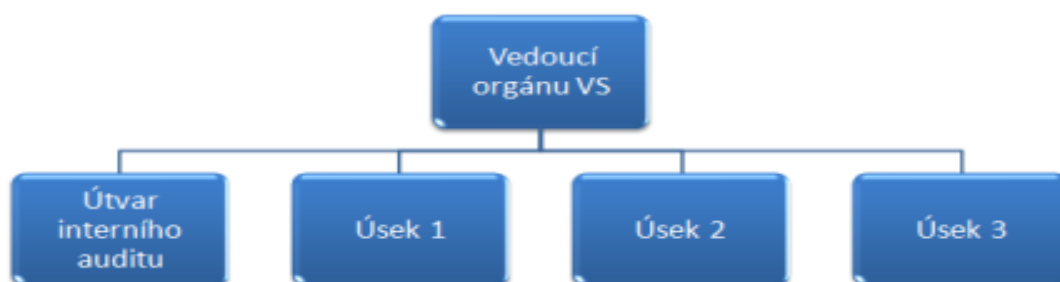 Vedoucí
orgánu VS
Útvar
interního
auditu
Úsek 1
Úsek 2
Úsek 3